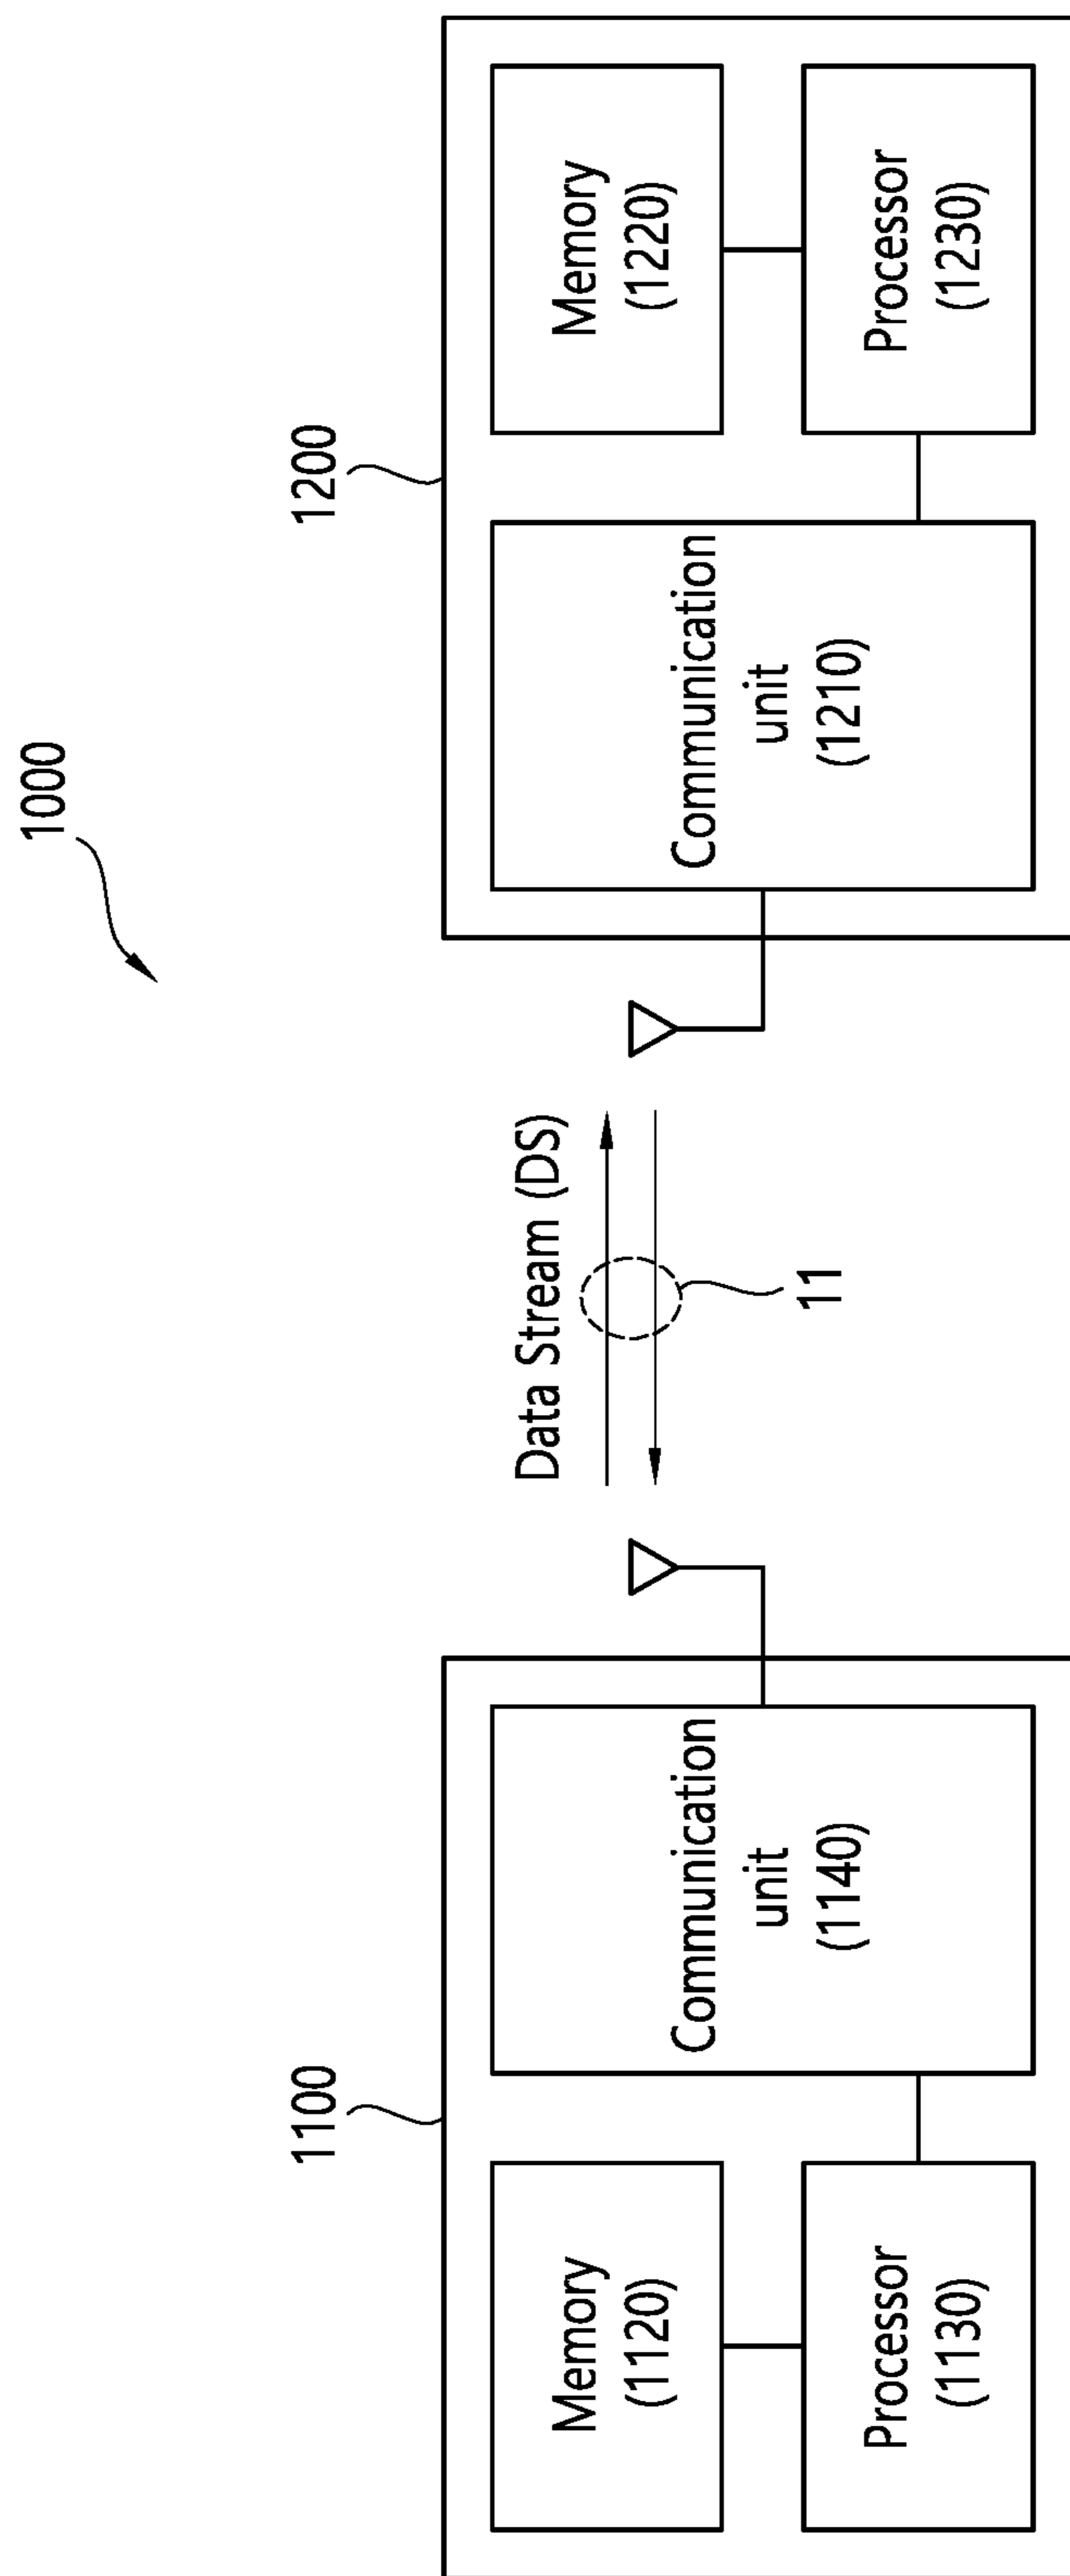 1000
1100
1200
Memory
(1120)
Processor
(1130)
Communication
unit
(1140)
Data Stream (DS)
11
Communication
unit
(1210)
Memory
(1220)
Processor
(1230)